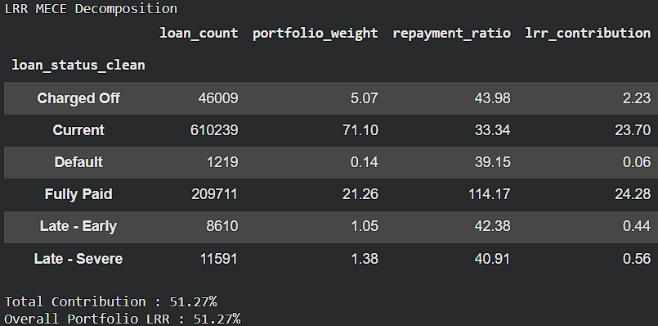 LRR MECE Decomposition
loan_count portfolio_weight repayment_ratio lrr_contribution
loan_status_clean
Charged Off 46009 5.07 43.98 2.23
Current 610239 71.10 33.34 23.70
Default 1219 0.14 39.15 0.06
Fully Paid 209711 21.26 114.17 24.28
Late - Early 8610 1.05 42.38 0.44
Late - Severe 11591 1.38 40.91 0.56
Total Contribution : 51.27%
Overall Portfolio LRR : 51.27%